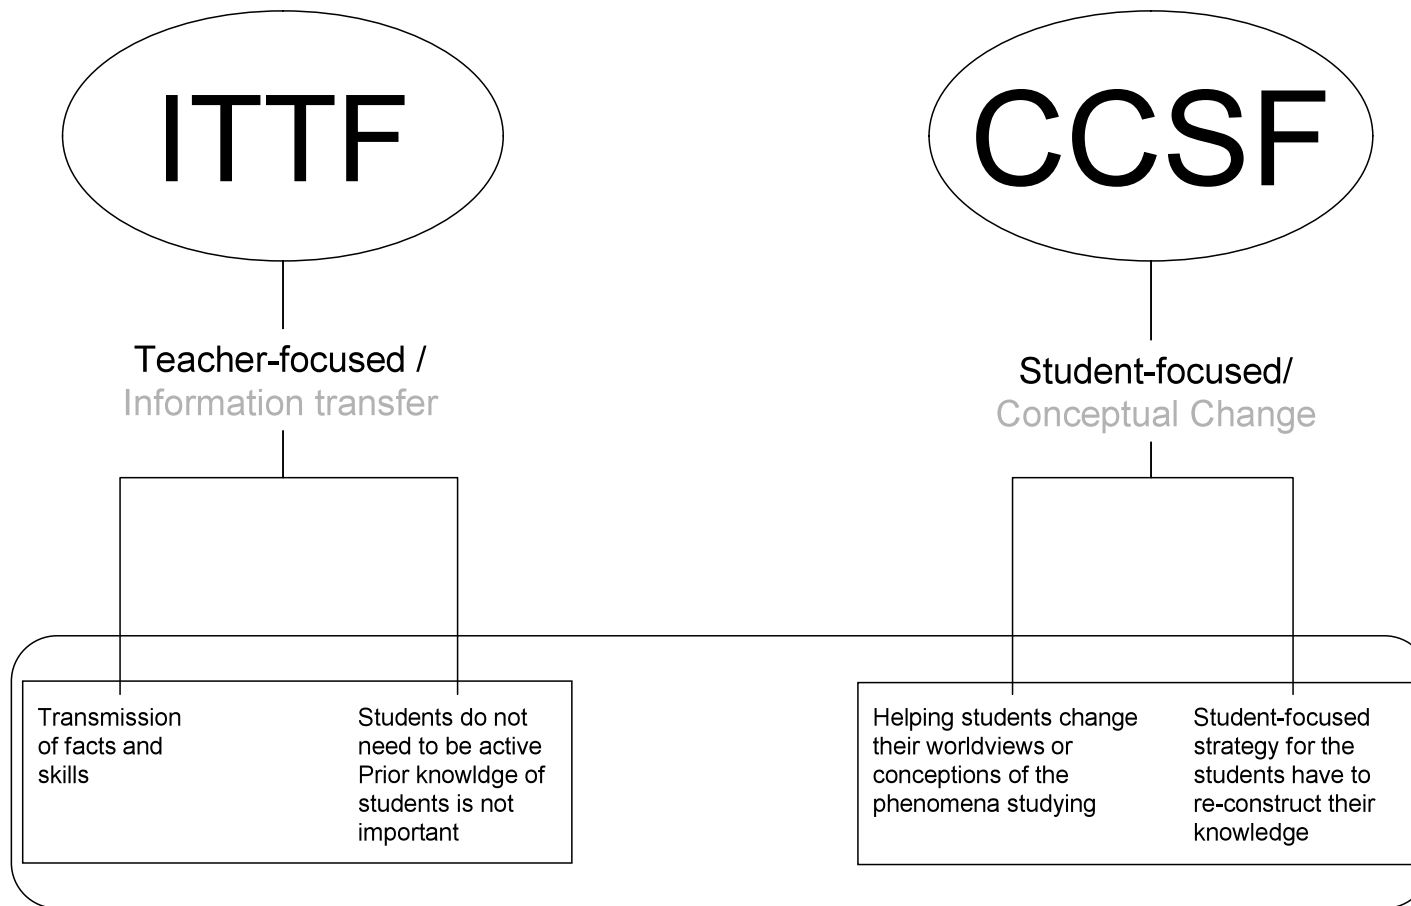 ITTF
CCSF
Teacher-focused /
Information transfer
Student-focused/
Conceptual Change
Transmission
of facts and
skills
Students do not
need to be active
Prior knowldge of
students is not
important
Helping students change
their worldviews or
conceptions of the
phenomena studying
Student-focused
strategy for the
students have to
re-construct their
knowledge